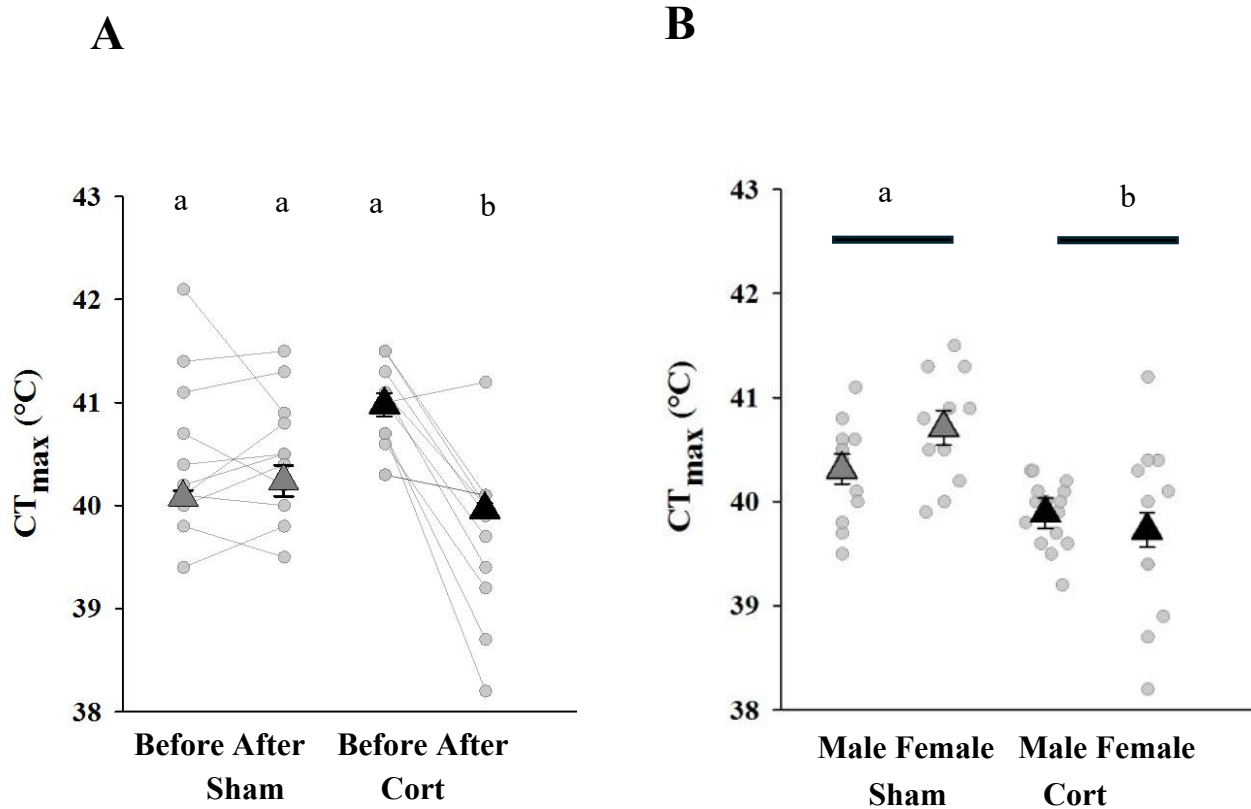 A
B
43
a
a
a
b
42
41
40
39
38
CTmax (°C)
Before After
Before After
Sham
Cort
43
a
b
42
41
40
39
38
CTmax (°C)
Male Female
Male Female
Sham
Cort